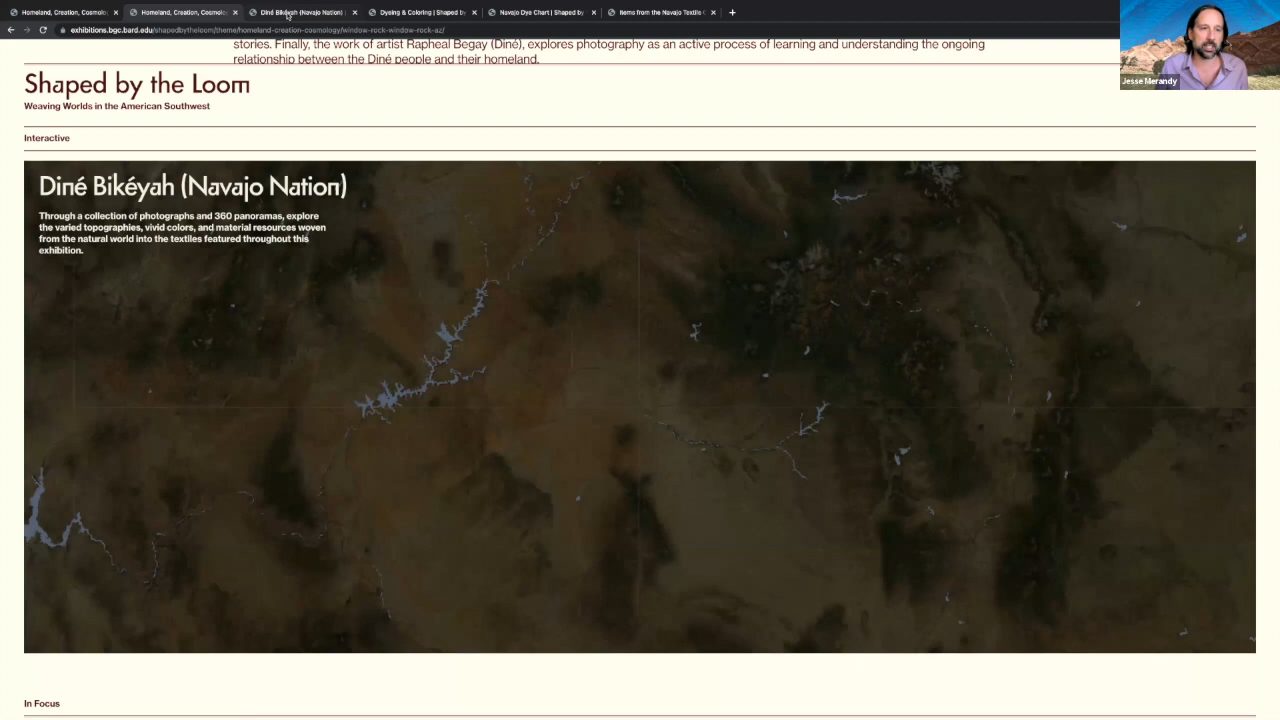 Homeland, Creation, Cosmolo
Homeland, Creation, Cosmolo
Diné Bikéyah (Navajo Nation) |
Dyeing & Coloring | Shaped by
Navajo Dye Chart | Shaped by
Items from the Navajo Textile
exhibitions.bgc.bard.edu/shapedbytheloom/theme/homeland-creation-cosmology/window-rock-window-rock-az/
stories. Finally, the work of artist Rapheal Begay (Diné), explores photography as an active process of learning and understanding the ongoing
relationship between the Diné people and their homeland.
Jesse Merandy
Shaped by the Loom
Weaving Worlds in the American Southwest
Interactive
Diné Bikéyah (Navajo Nation)
Through a collection of photographs and 360 panoramas, explore
the varied topographies, vivid colors, and material resources woven
from the natural world into the textiles featured throughout this
exhibition.
In Focus